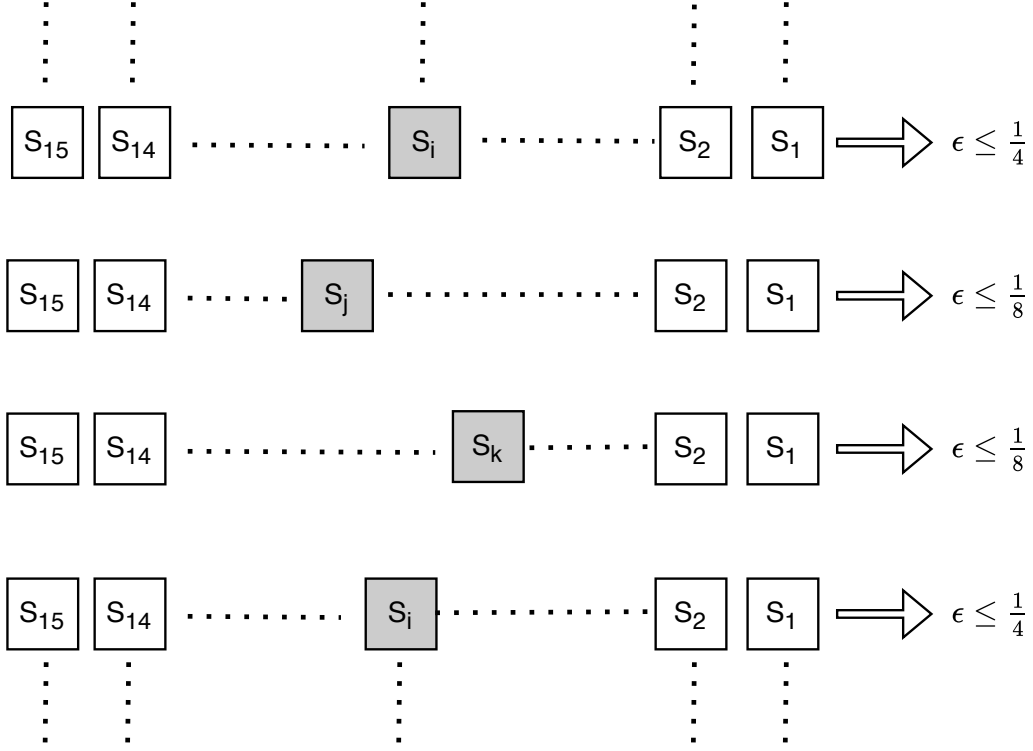 S₁₅ S₁₄ Sᵢ S₂ S₁ ϵ ≤ 1/4
S₁₅ S₁₄ Sⱼ S₂ S₁ ϵ ≤ 1/8
S₁₅ S₁₄ Sₖ S₂ S₁ ϵ ≤ 1/8
S₁₅ S₁₄ Sᵢ S₂ S₁ ϵ ≤ 1/4